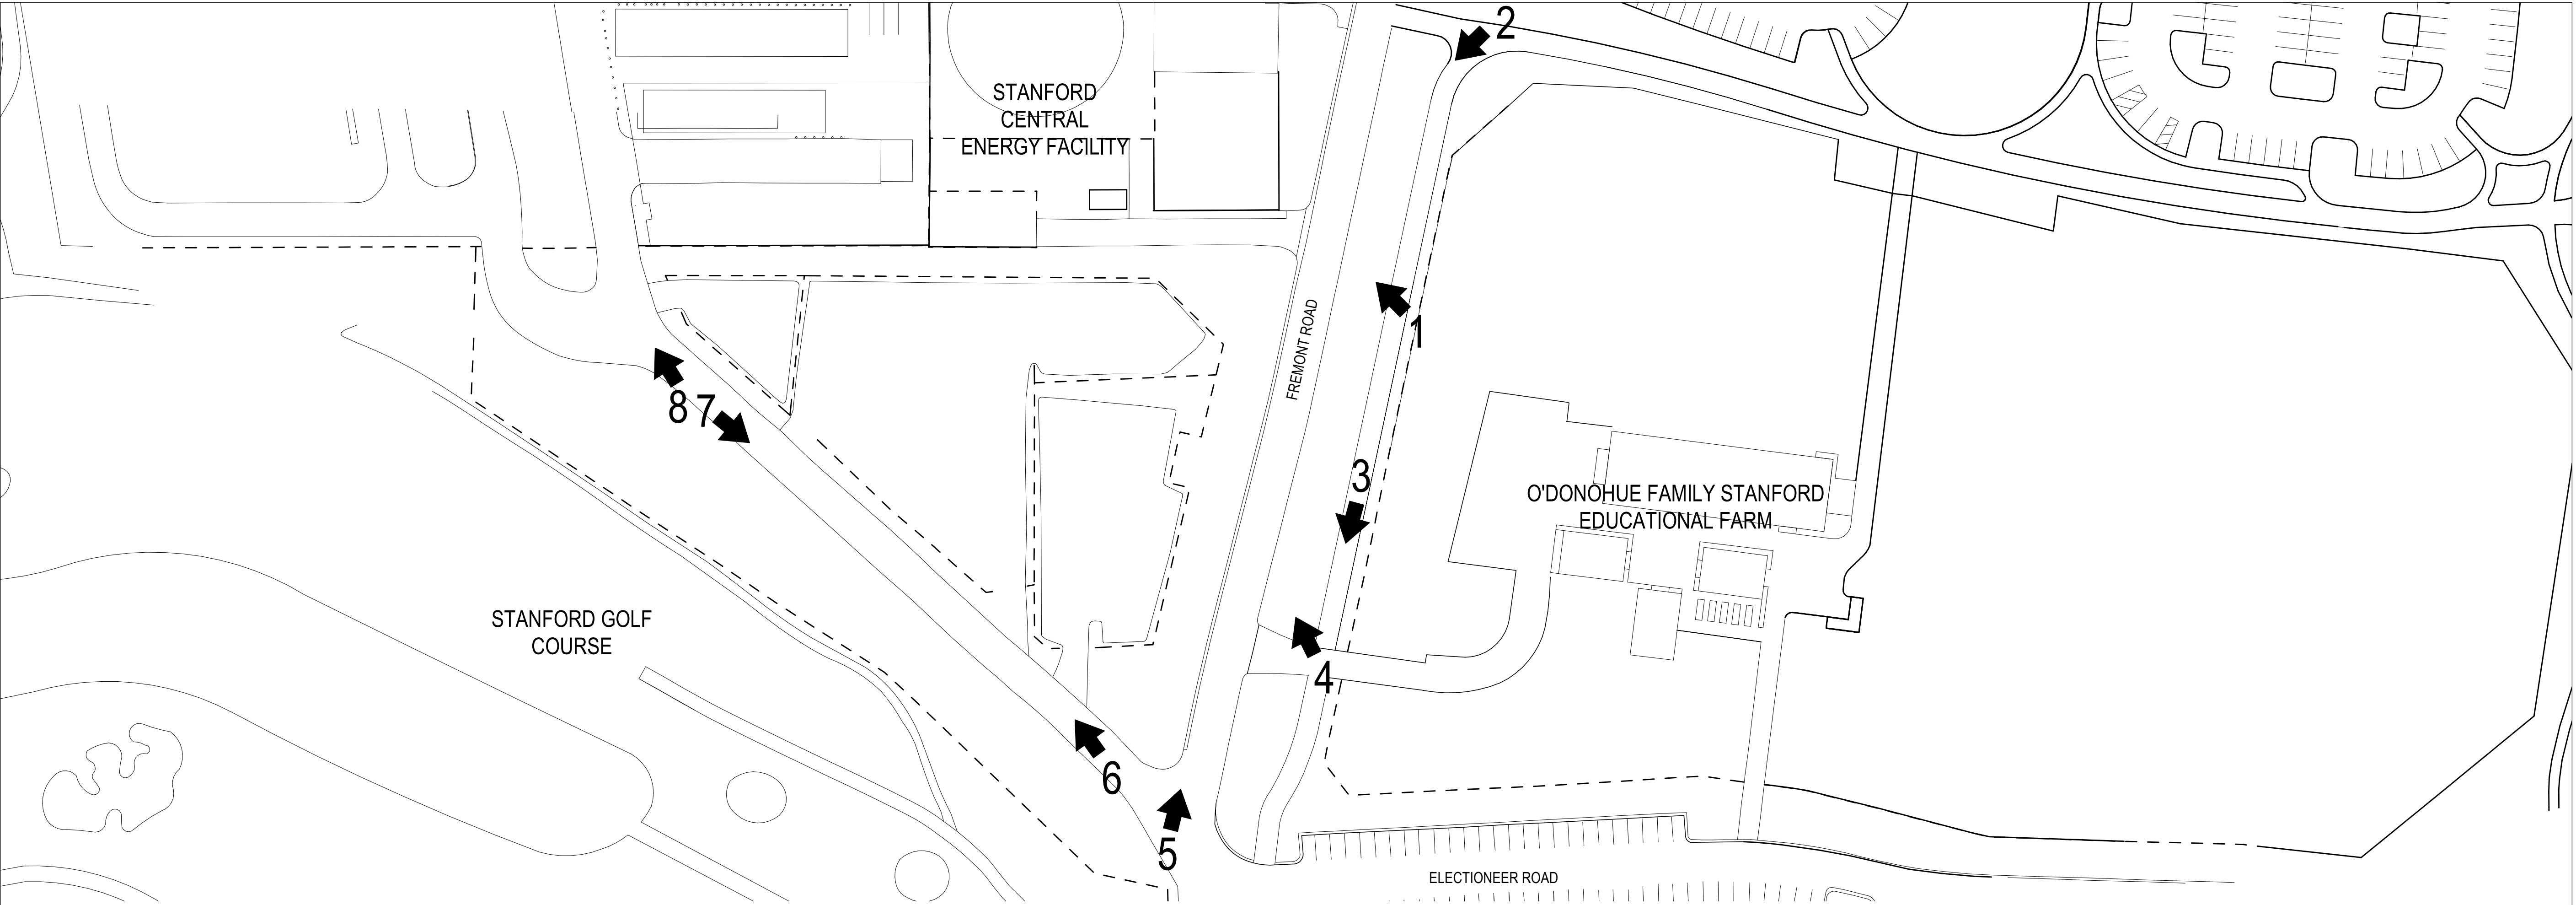 2
STANFORD
CENTRAL
ENERGY FACILITY
1
FREMONT ROAD
8
7
3
O'DONOHUE FAMILY STANFORD
EDUCATIONAL FARM
STANFORD GOLF
COURSE
4
6
5
ELECTIONEER ROAD